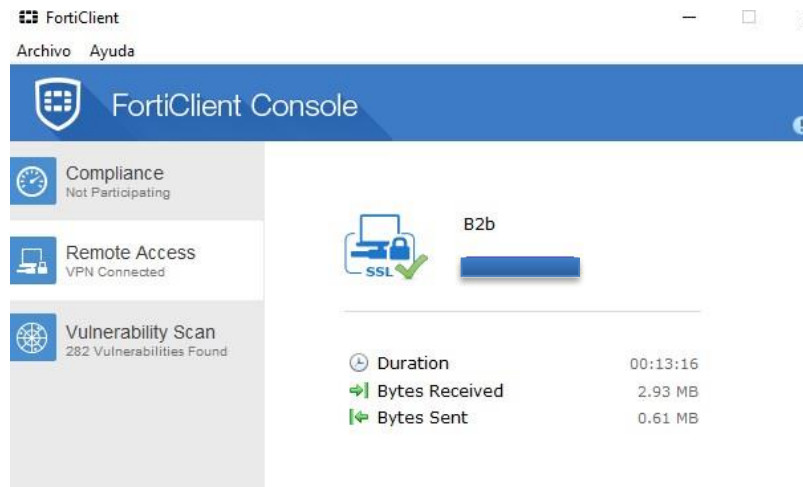 FortiClient
Archivo Ayuda
FortiClient Console
Compliance
Not Participating
Remote Access
VPN Connected
Vulnerability Scan
282 Vulnerabilities Found
B2b
SSL
Duration 00:13:16
Bytes Received 2.93 MB
Bytes Sent 0.61 MB